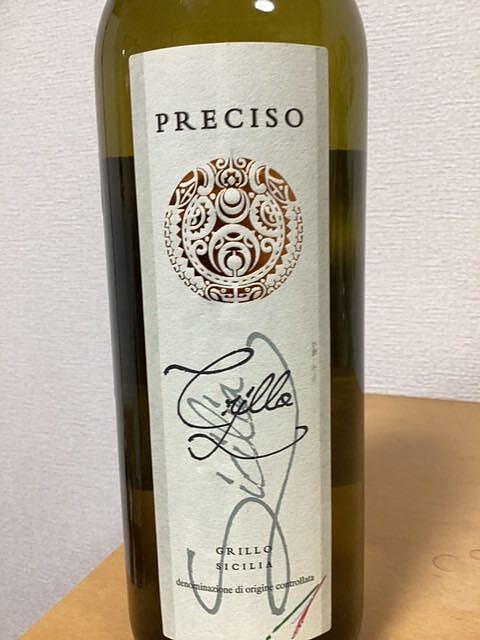 PRECISO
Grillo
Sicilia
GRILLO
SICILIA
denominazione di origine controllata